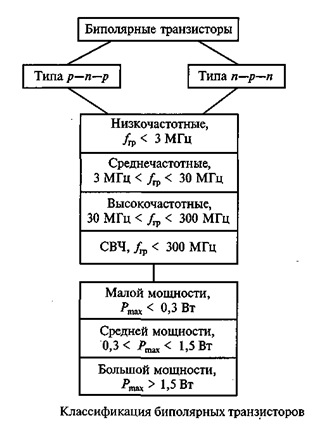 Биполярные транзисторы
Типа p—n—p
Типа n—p—n
Низкочастотные,
fгр < 3 МГц
Среднечастотные,
3 МГц < fгр < 30 МГц
Высокочастотные,
30 МГц < fгр < 300 МГц
СВЧ, fгр < 300 МГц
Малой мощности,
Pmax < 0,3 Вт
Средней мощности,
0,3 < Pmax < 1,5 Вт
Большой мощности,
Pmax > 1,5 Вт
Классификация биполярных транзисторов